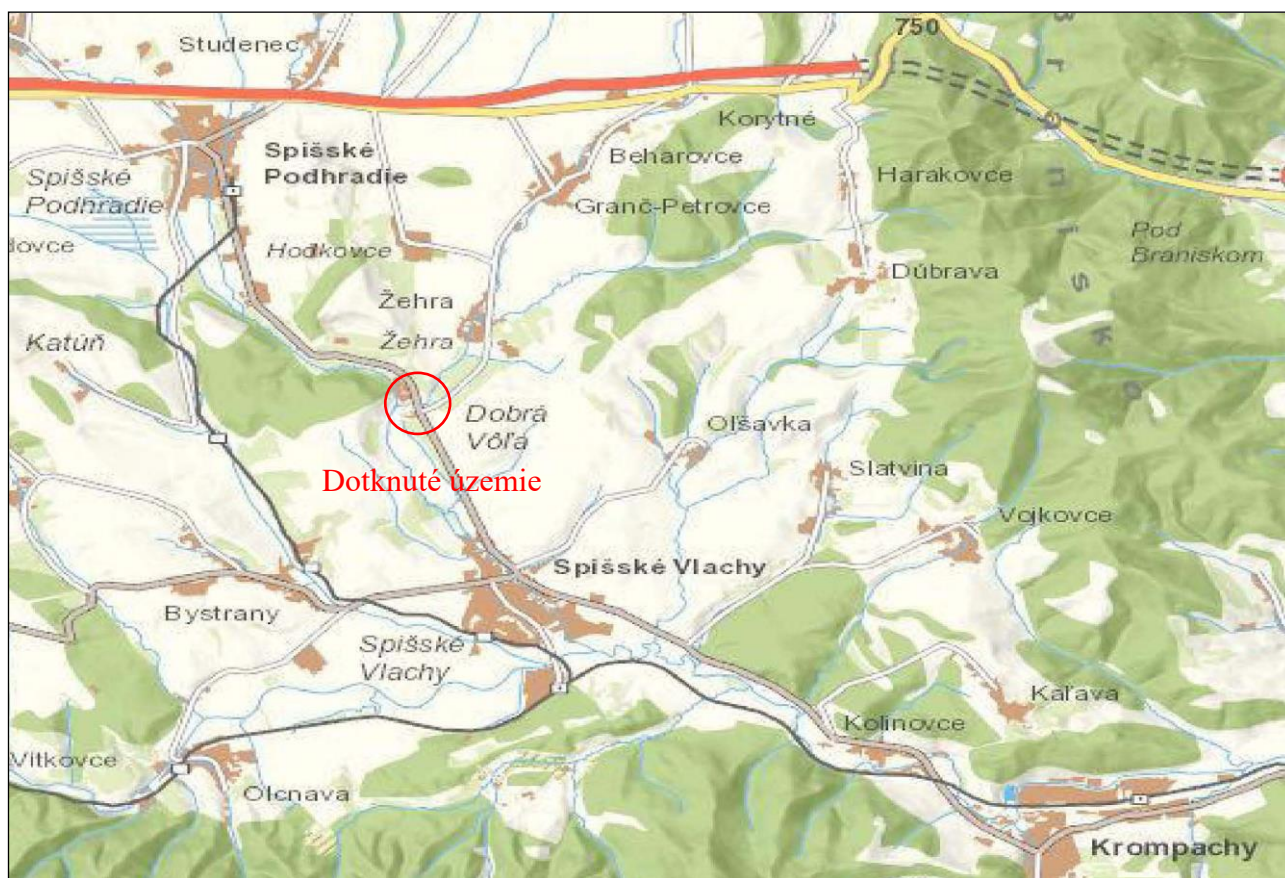 750
Studenec
Korytné
Spišské
Podhradie
Beharovce
Spišské
Podhradie
Harakovce
Granč-Petrovce
Pod
Braniskom
dovce
Hodkovce
Dúbrava
Žehra
Katúň
Žehra
Dobrá
Vôľa
Oľšavka
Dotknuté územie
Slatvina
Vojkovce
Spišské Vlachy
Bystrany
Spišské
Vlachy
Kaľava
Kolinovce
Vítkovce
Olcnava
Krompachy